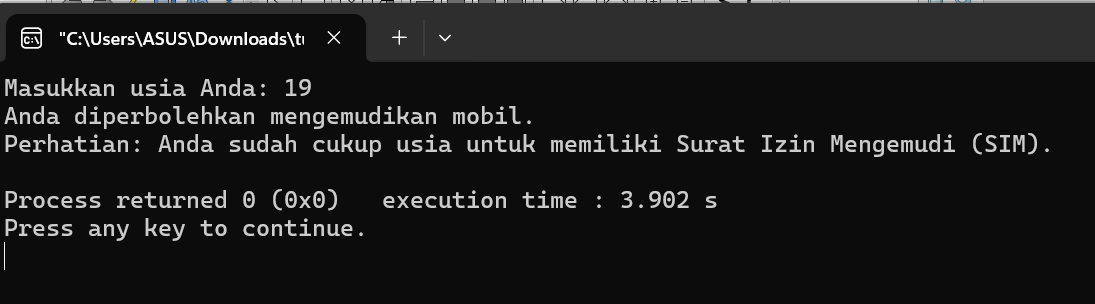 "C:\Users\ASUS\Downloads\tu
Masukkan usia Anda: 19
Anda diperbolehkan mengemudikan mobil.
Perhatian: Anda sudah cukup usia untuk memiliki Surat Izin Mengemudi (SIM).
Process returned 0 (0x0)   execution time : 3.902 s
Press any key to continue.